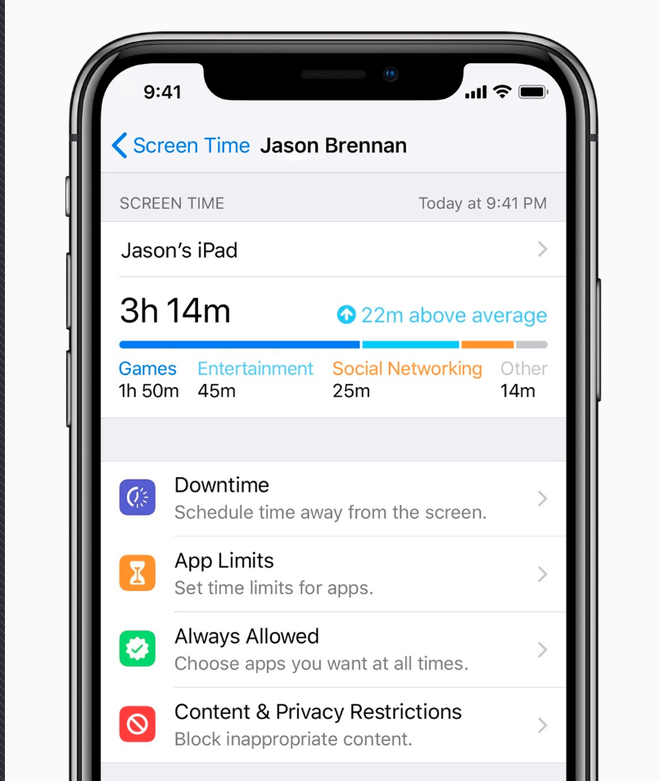 9:41
Screen Time Jason Brennan
SCREEN TIME Today at 9:41 PM
Jason’s iPad
3h 14m 22m above average
Games Entertainment Social Networking Other
1h 50m 45m 25m 14m
Downtime
Schedule time away from the screen.
App Limits
Set time limits for apps.
Always Allowed
Choose apps you want at all times.
Content & Privacy Restrictions
Block inappropriate content.